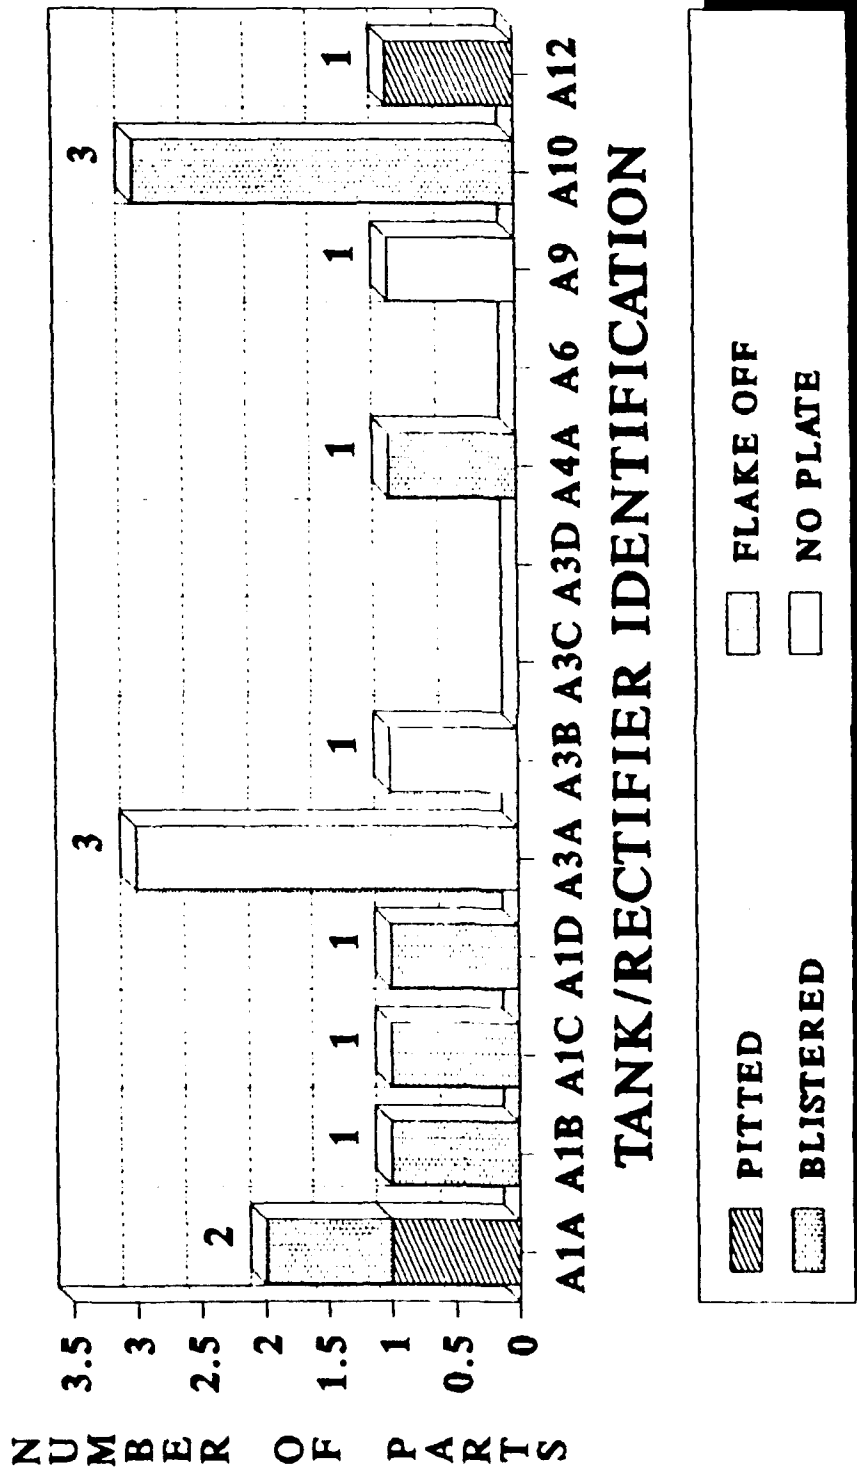 NUMBER OF PARTS
3.5
3
2.5
2
1.5
1
0.5
0
2
1
1
1
3
1
1
1
3
1
A1A A1B A1C A1D A3A A3B A3C A3D A4A A6 A9 A10 A12
TANK/RECTIFIER IDENTIFICATION
PITTED
FLAKE OFF
BLISTERED
NO PLATE